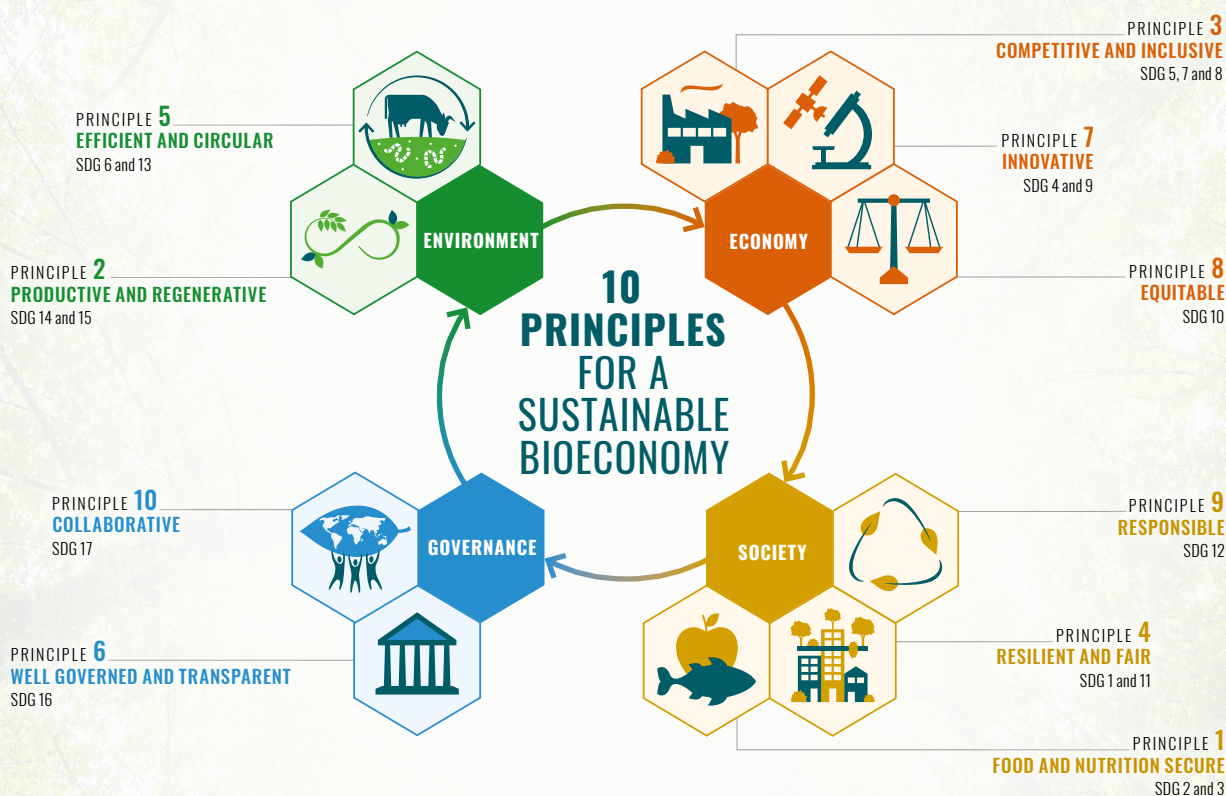 PRINCIPLE 3
COMPETITIVE AND INCLUSIVE
SDG 5, 7 and 8
PRINCIPLE 5
EFFICIENT AND CIRCULAR
SDG 6 and 13
PRINCIPLE 7
INNOVATIVE
SDG 4 and 9
ENVIRONMENT
ECONOMY
PRINCIPLE 2
PRODUCTIVE AND REGENERATIVE
SDG 14 and 15
PRINCIPLE 8
EQUITABLE
SDG 10
10
PRINCIPLES
FOR A
SUSTAINABLE
BIOECONOMY
PRINCIPLE 10
COLLABORATIVE
SDG 17
GOVERNANCE
SOCIETY
PRINCIPLE 9
RESPONSIBLE
SDG 12
PRINCIPLE 6
WELL GOVERNED AND TRANSPARENT
SDG 16
PRINCIPLE 4
RESILIENT AND FAIR
SDG 1 and 11
PRINCIPLE 1
FOOD AND NUTRITION SECURE
SDG 2 and 3